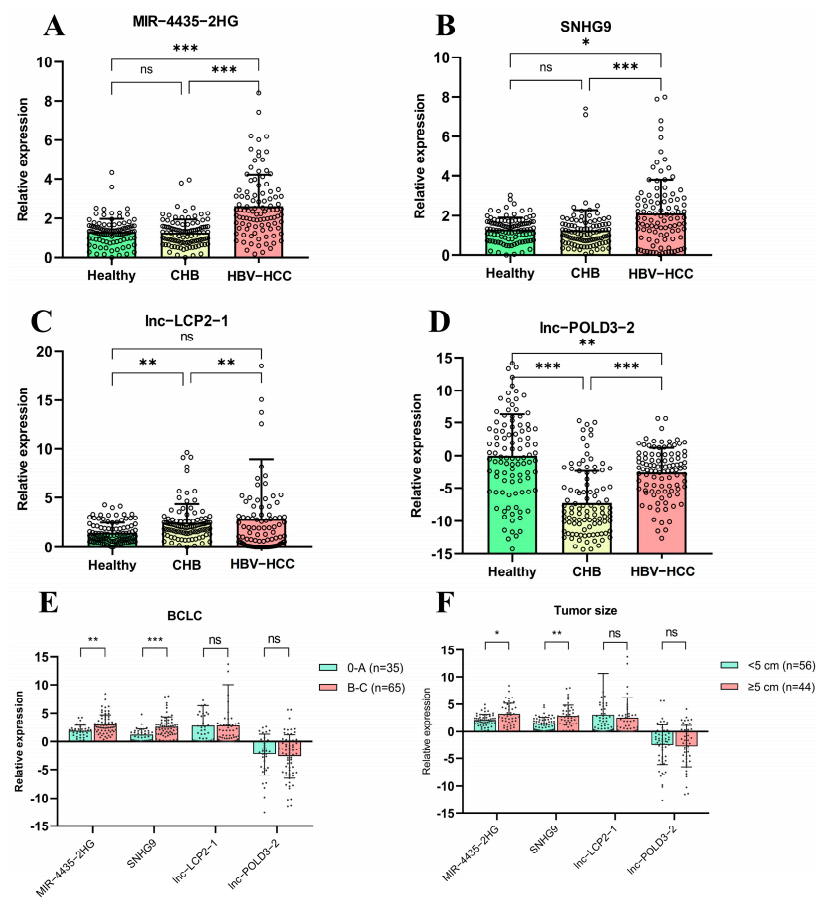 A
MIR−4435−2HG
***
ns
***
Relative expression
10
8
6
4
2
0
Healthy
CHB
HBV−HCC
B
SNHG9
*
ns
***
Relative expression
10
8
6
4
2
0
Healthy
CHB
HBV−HCC
C
lnc−LCP2−1
ns
**
**
Relative expression
20
15
10
5
0
Healthy
CHB
HBV−HCC
D
lnc−POLD3−2
**
***
***
Relative expression
15
10
5
0
-5
-10
-15
Healthy
CHB
HBV−HCC
E
BCLC
**
***
ns
ns
0-A (n=35)
B-C (n=65)
Relative expression
15
10
5
0
-5
-10
-15
MIR−4435−2HG
SNHG9
lnc−LCP2−1
lnc−POLD3−2
F
Tumor size
*
**
ns
ns
<5 cm (n=56)
≥5 cm (n=44)
Relative expression
15
10
5
0
-5
-10
-15
MIR−4435−2HG
SNHG9
lnc−LCP2−1
lnc−POLD3−2